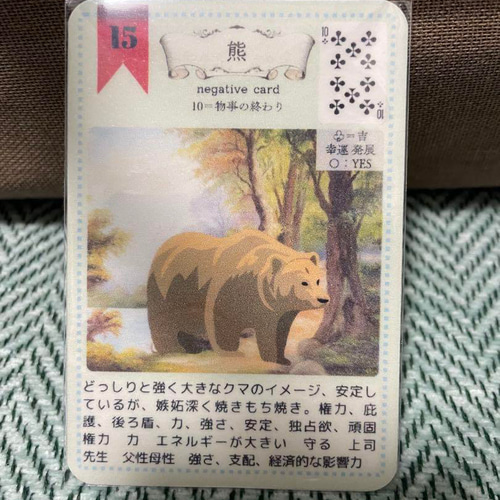 15
熊
negative card
10＝物事の終わり
10
♣＝吉
幸運 発展
〇：YES
10
どっしりと強く大きなクマのイメージ、安定し
ているが、嫉妬深く焼きもち焼き。権力、庇
護、後ろ盾、力、強さ、安定、独占欲、頑固
権力　力　エネルギーが大きい　守る　上司
先生　父性母性　強さ、支配、経済的な影響力